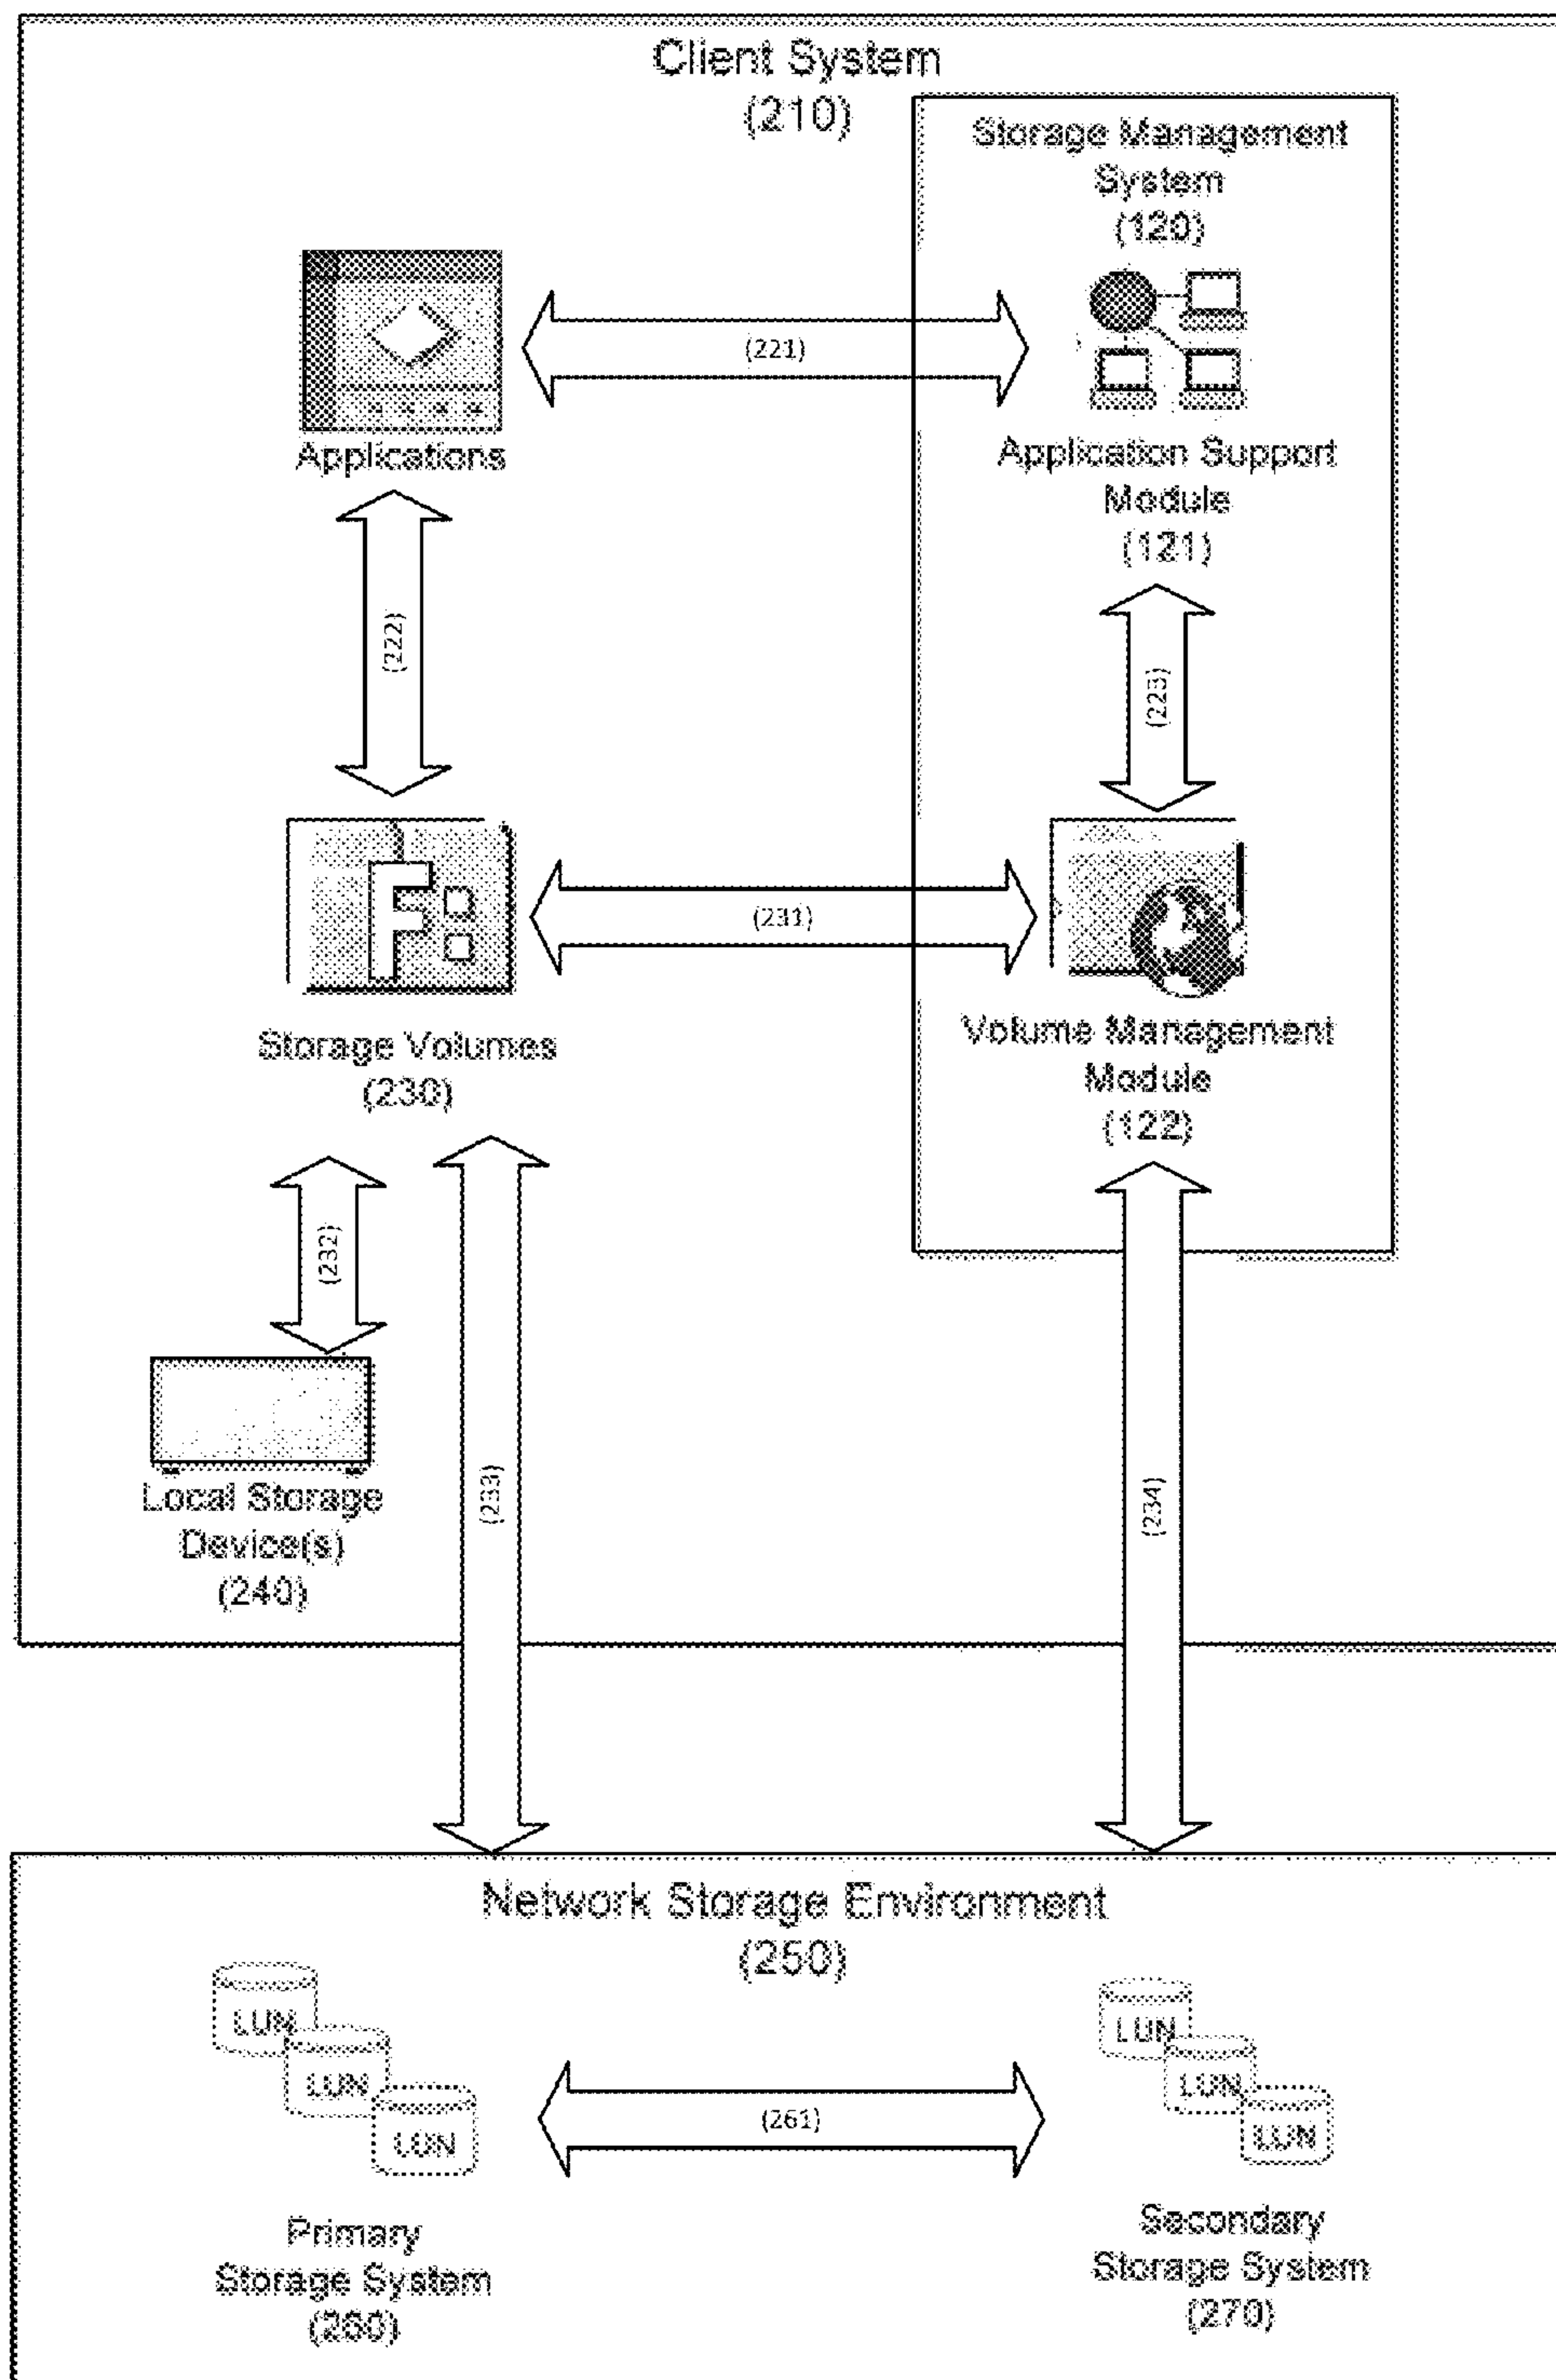 Client System
(210)
Storage Management
System
(120)
(221)
Applications
Application Support
Module
(121)
(222)
(223)
F:
(231)
Storage Volumes
(230)
Volume Management
Module
(122)
(232)
(233)
(234)
Local Storage
Device(s)
(240)
Network Storage Environment
(250)
LUN
LUN
LUN
LUN
LUN
LUN
(261)
Primary
Storage System
(260)
Secondary
Storage System
(270)